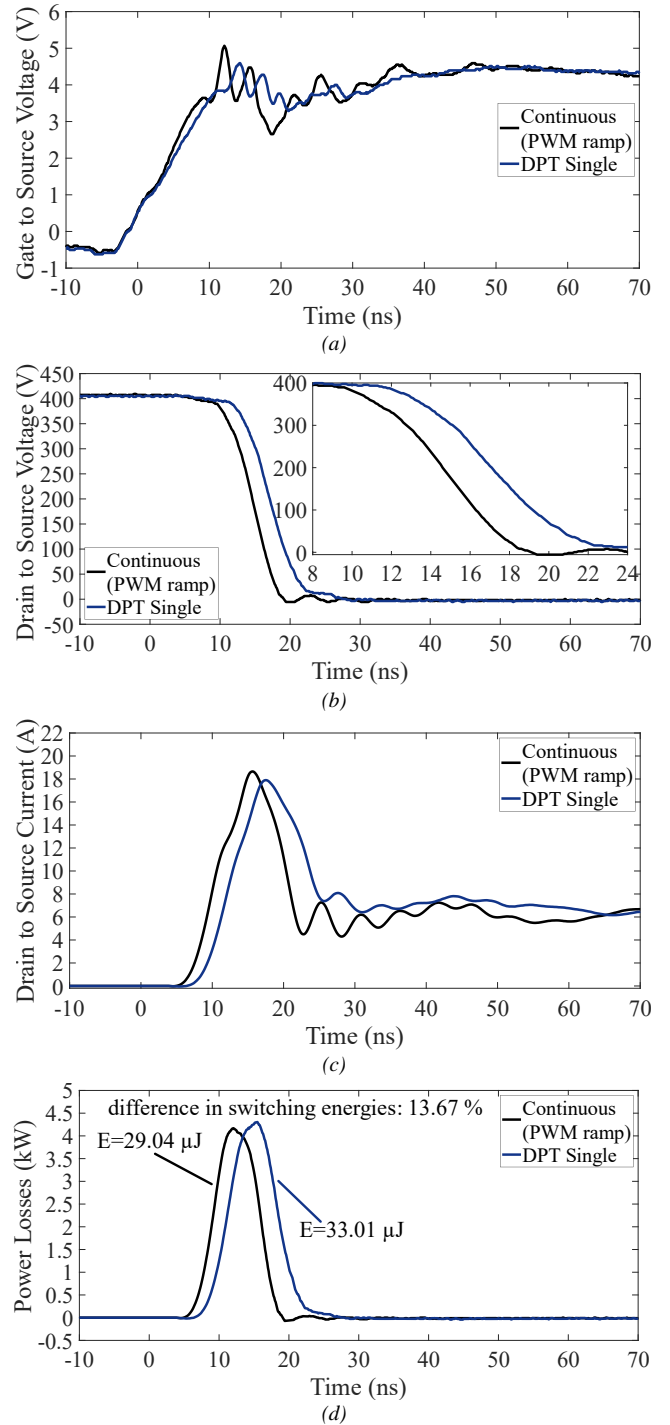 Gate to Source Voltage (V)
6
5
4
3
2
1
0
-1
Continuous
(PWM ramp)
DPT Single
-10 0 10 20 30 40 50 60 70
Time (ns)
(a)
Drain to Source Voltage (V)
450
400
350
300
250
200
150
100
50
0
-50
400
300
200
100
0
8 10 12 14 16 18 20 22 24
Continuous
(PWM ramp)
DPT Single
-10 0 10 20 30 40 50 60 70
Time (ns)
(b)
Drain to Source Current (A)
22
20
18
16
14
12
10
8
6
4
2
0
Continuous
(PWM ramp)
DPT Single
-10 0 10 20 30 40 50 60 70
Time (ns)
(c)
Power Losses (kW)
5
4.5
4
3.5
3
2.5
2
1.5
1
0.5
0
-0.5
difference in switching energies: 13.67 %
E=29.04 µJ
E=33.01 µJ
Continuous
(PWM ramp)
DPT Single
-10 0 10 20 30 40 50 60 70
Time (ns)
(d)